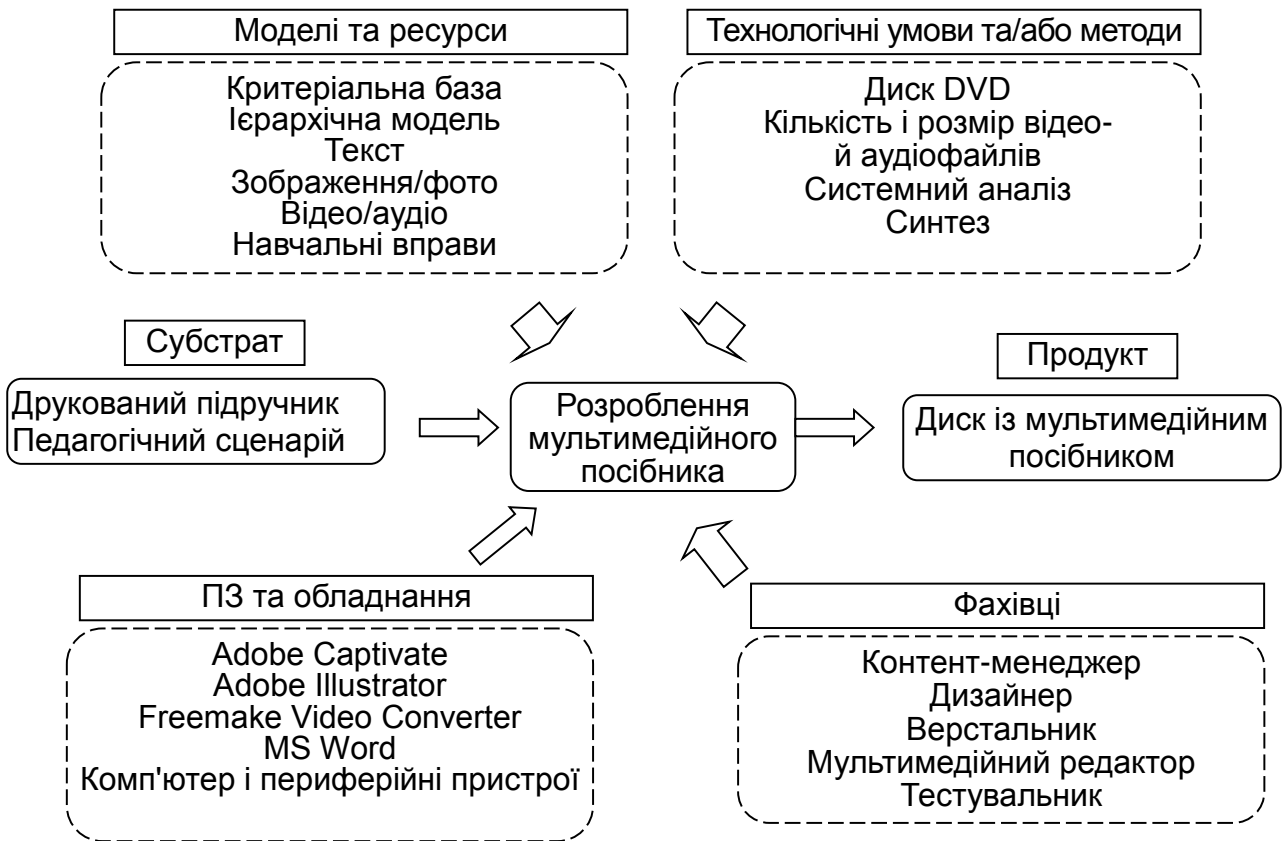 Моделі та ресурси
Критеріальна база
Ієрархічна модель
Текст
Зображення/фото
Відео/аудіо
Навчальні вправи
Технологічні умови та/або методи
Диск DVD
Кількість і розмір відео-
й аудіофайлів
Системний аналіз
Синтез
Субстрат
Друкований підручник
Педагогічний сценарій
Розроблення
мультимедійного
посібника
Продукт
Диск із мультимедійним
посібником
ПЗ та обладнання
Adobe Captivate
Adobe Illustrator
Freemake Video Converter
MS Word
Комп'ютер і периферійні пристрої
Фахівці
Контент-менеджер
Дизайнер
Верстальник
Мультимедійний редактор
Тестувальник